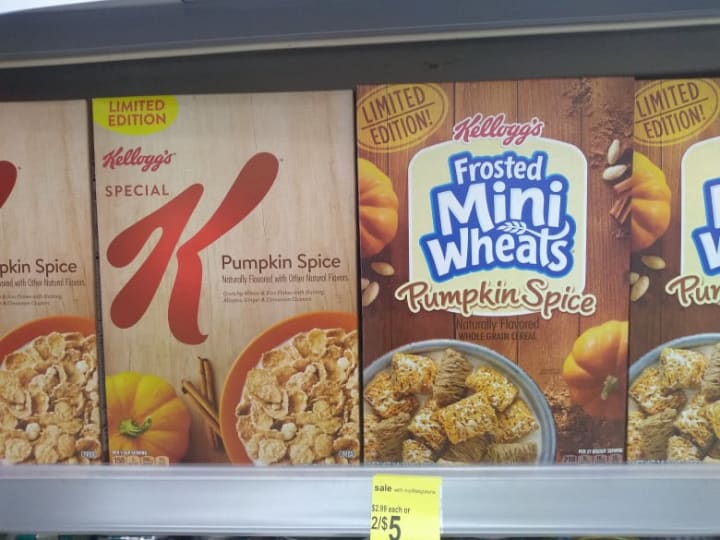 pkin Spice
LIMITED
EDITION
Kellogg's
SPECIAL
K
Pumpkin Spice
Naturally Flavored with Other Natural Flavors
LIMITED
EDITION!
Kellogg's
Frosted
Mini
Wheats
Pumpkin Spice
Naturally Flavored
WHOLE GRAIN CEREAL
LIMITED
EDITION!
Pum
sale
$2.99 each or
2/$5